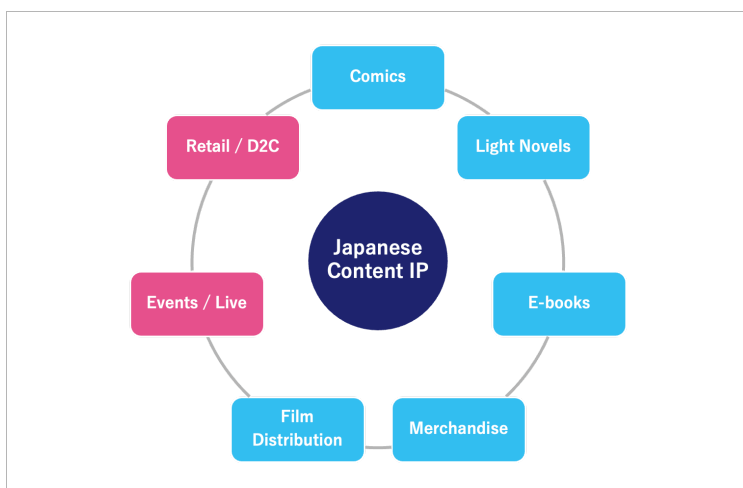 Comics
Retail / D2C
Light Novels
Japanese
Content IP
Events / Live
E-books
Film
Distribution
Merchandise